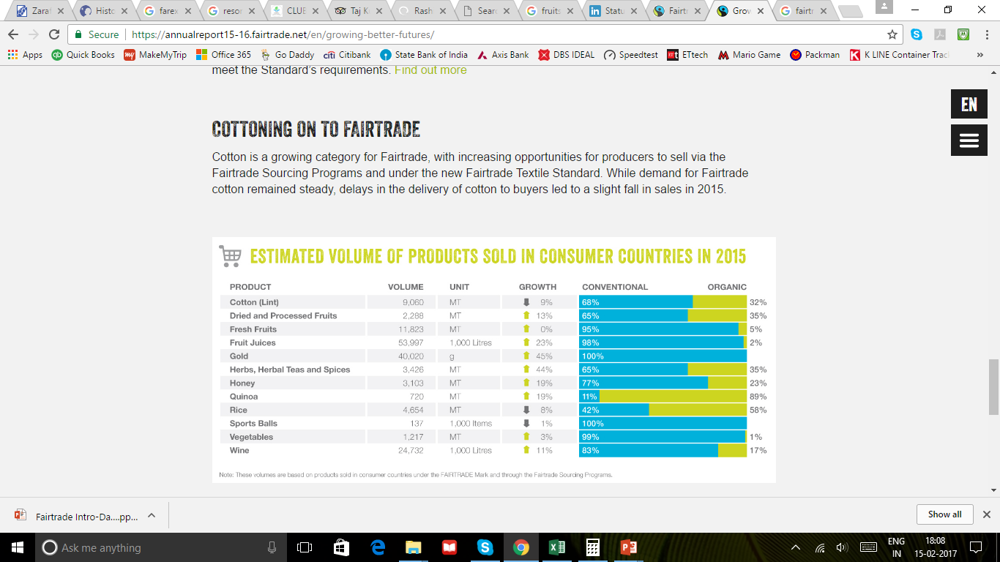 Zaraf
Histo
farex
resor
CLUE
Taj K
Rash
Searc
fruits
Statu
Fairt
Grow
fairtr
Secure https://annualreport15-16.fairtrade.net/en/growing-better-futures/
Apps Quick Books MakeMyTrip Office 365 Go Daddy citi Citibank State Bank of India Axis Bank DBS IDEAL Speedtest ETtech Mario Game Packman K LINE Container Trac »
meet the Standard's requirements. Find out more
EN
COTTONING ON TO FAIRTRADE
Cotton is a growing category for Fairtrade, with increasing opportunities for producers to sell via the
Fairtrade Sourcing Programs and under the new Fairtrade Textile Standard. While demand for Fairtrade
cotton remained steady, delays in the delivery of cotton to buyers led to a slight fall in sales in 2015.
ESTIMATED VOLUME OF PRODUCTS SOLD IN CONSUMER COUNTRIES IN 2015
PRODUCT VOLUME UNIT GROWTH CONVENTIONAL ORGANIC
Cotton (Lint) 9,060 MT 9% 68% 32%
Dried and Processed Fruits 2,288 MT 13% 65% 35%
Fresh Fruits 11,823 MT 0% 95% 5%
Fruit Juices 53,997 1,000 Litres 23% 98% 2%
Gold 40,020 g 45% 100%
Herbs, Herbal Teas and Spices 3,426 MT 44% 65% 35%
Honey 3,103 MT 19% 77% 23%
Quinoa 720 MT 19% 11% 89%
Rice 4,654 MT 8% 42% 58%
Sports Balls 137 1,000 Items 1% 100%
Vegetables 1,217 MT 3% 99% 1%
Wine 24,732 1,000 Litres 11% 83% 17%
Note: These volumes are based on products sold in consumer countries under the FAIRTRADE Mark and through the Fairtrade Sourcing Programs.
Fairtrade Intro-Da....pp...
Show all
Ask me anything
ENG
IN
18:08
15-02-2017